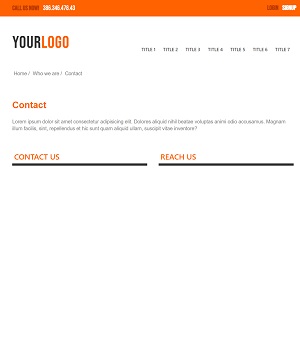 CALL US NOW! 386.346.478.43 LOGIN SIGNUP
YOURLOGO
TITLE 1 TITLE 2 TITLE 3 TITLE 4 TITLE 5 TITLE 6 TITLE 7
Home / Who we are / Contact
Contact
Lorem ipsum dolor sit amet consectetur adipisicing elit. Dolores aliquid nihil beatae voluptas animi odio accusamus. Magnam
illum facilis, sint, repellendus et hic sunt quam aliquid ullam, suscipit vitae inventore?
CONTACT US REACH US